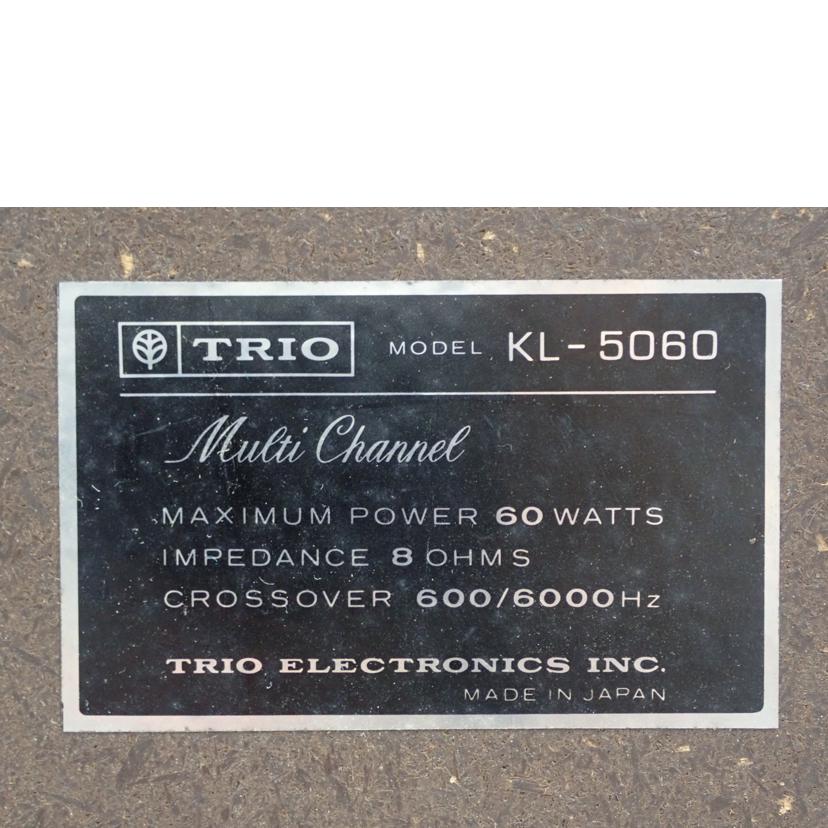 TRIO MODEL KL-5060
Multi Channel
MAXIMUM POWER 60 WATTS
IMPEDANCE 8 OHMS
CROSSOVER 600/6000Hz
TRIO ELECTRONICS INC.
MADE IN JAPAN